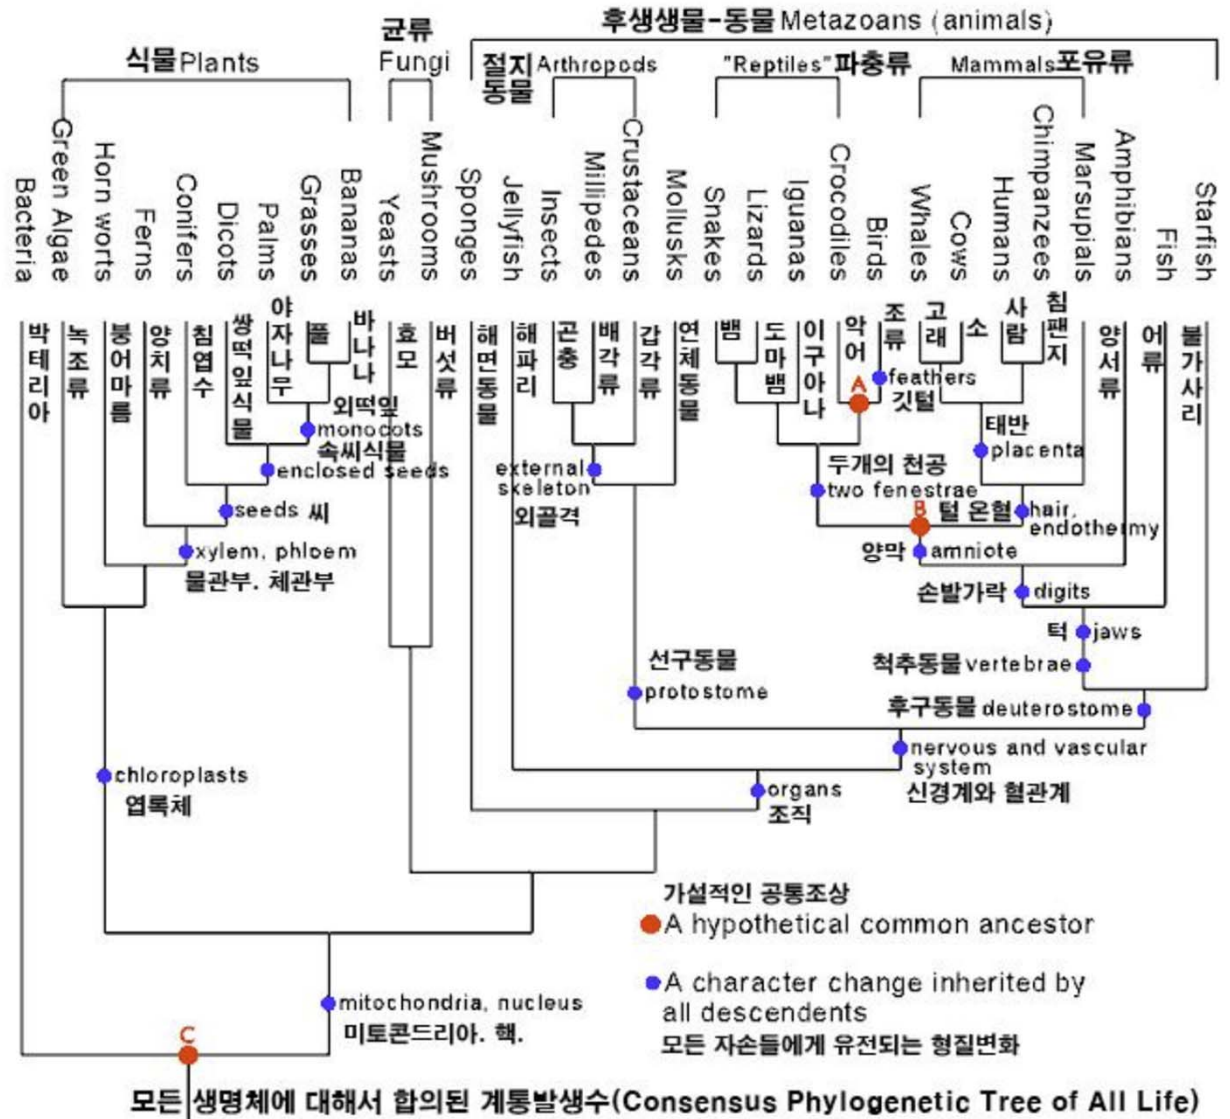 후생생물-동물 Metazoans (animals)
균류
Fungi
식물 Plants
절지
동물
Arthropods
"Reptiles" 파충류
Mammals 포유류
Bacteria
Green Algae
Horn worts
Ferns
Conifers
Dicots
Palms
Grasses
Bananas
Yeasts
Mushrooms
Sponges
Jellyfish
Insects
Millipedes
Crustaceans
Mollusks
Snakes
Lizards
Iguanas
Crocodiles
Birds
Whales
Cows
Humans
Chimpanzees
Marsupials
Amphibians
Fish
Starfish
박테리아
녹조류
붕어마름
양치류
침엽수
쌍떡잎식물
야자나무
풀
바나나
효모
버섯류
해면동물
해파리
곤충
배각류
갑각류
연체동물
뱀
도마뱀
이구아나
악어
조류
고래
소
사람
침팬지
양서류
어류
불가사리
A
feathers
깃털
외떡잎
monocots
속씨식물
enclosed seeds
태반
placenta
external
skeleton
외골격
두개의 천공
two fenestrae
seeds 씨
B
털 온혈
hair,
endothermy
xylem, phloem
물관부. 체관부
양막 amniote
손발가락 digits
턱 jaws
선구동물
protostome
척추동물 vertebrae
후구동물 deuterostome
nervous and vascular
system
신경계와 혈관계
chloroplasts
엽록체
organs
조직
가설적인 공통조상
A hypothetical common ancestor
A character change inherited by
all descendents
모든 자손들에게 유전되는 형질변화
mitochondria, nucleus
미토콘드리아. 핵.
C
모든 생명체에 대해서 합의된 계통발생수(Consensus Phylogenetic Tree of All Life)